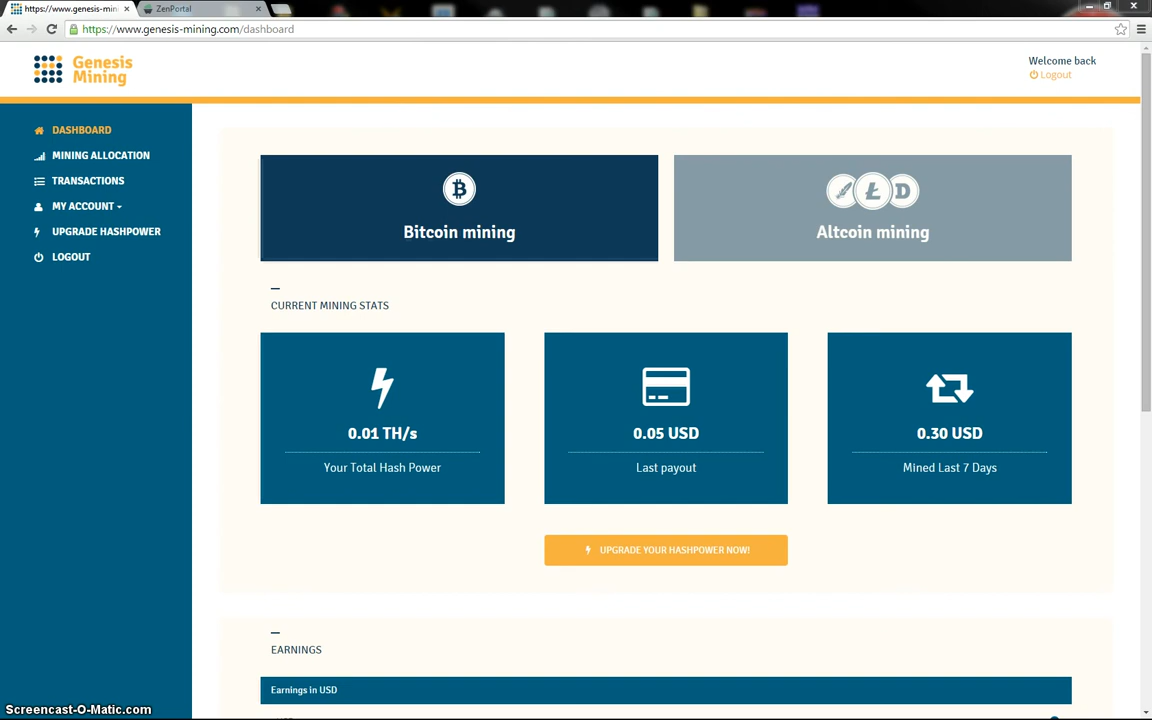 https://www.genesis-min
ZenPortal
https://www.genesis-mining.com/dashboard
Genesis
Mining
Welcome back
Logout
DASHBOARD
MINING ALLOCATION
TRANSACTIONS
MY ACCOUNT
UPGRADE HASHPOWER
LOGOUT
Bitcoin mining
Altcoin mining
CURRENT MINING STATS
0.01 TH/s
Your Total Hash Power
0.05 USD
Last payout
0.30 USD
Mined Last 7 Days
UPGRADE YOUR HASHPOWER NOW!
EARNINGS
Earnings in USD
Screencast-O-Matic.com